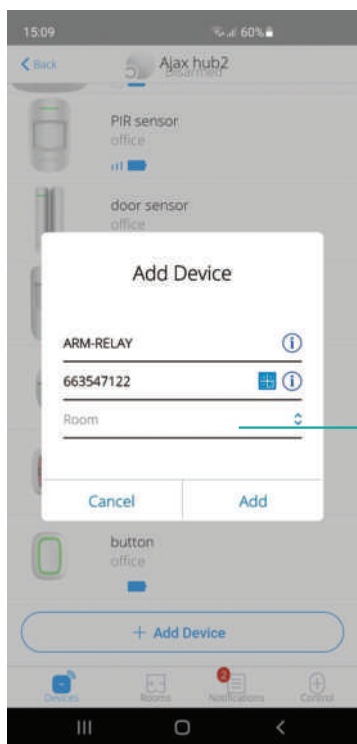 15:09 60%
Back Ajax hub2
Disarmed
PIR sensor
office
door sensor
office
Add Device
ARM-RELAY
663547122
Room
Cancel Add
button
office
+ Add Device
2
Devices Rooms Notifications Control